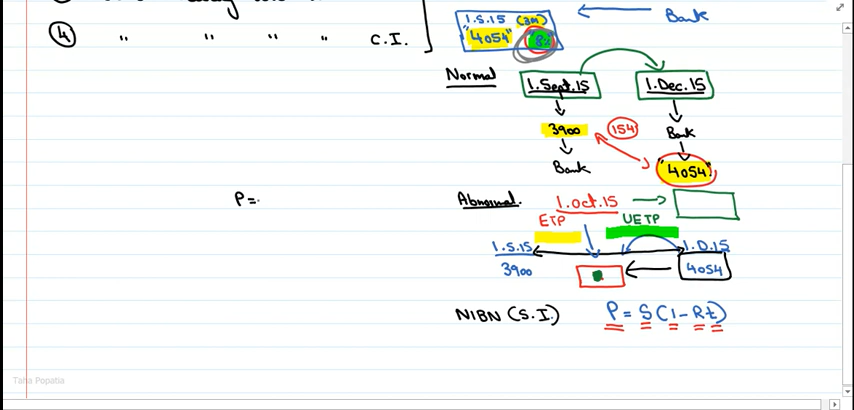 ④ " " " " C.I.
1.S.15 (3m)
"4054" "8%"
Bank
Normal
1.Sept.15 1.Dec.15
3900 154 Bank
Bank "4054"
Abnormal. 1.Oct.15
ETP UETP
1.S.15 1.D.15
3900 4054
P=
NIBN (S.I.) P = S(1-Rt)
Taha Popatia